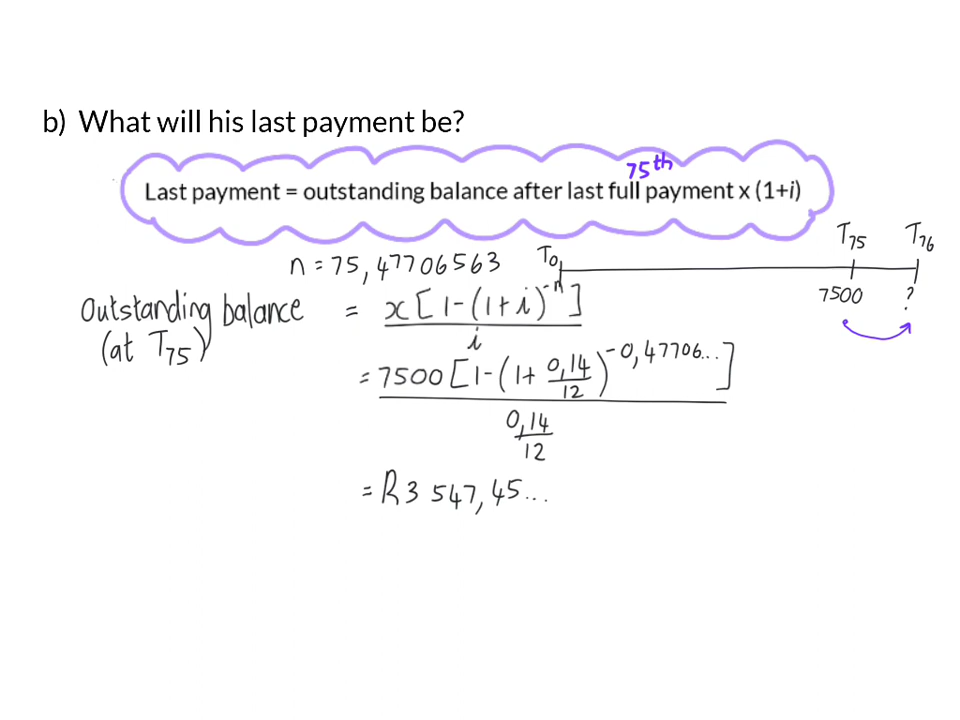 b) What will his last payment be?
75th
Last payment = outstanding balance after last full payment x (1+i)
T75 T76
n = 75,47706563 T0
7500 ?
Outstanding balance = x[1-(1+i)^-n]
(at T75) i
= 7500[1-(1+ 0,14/12)^-0,47706...]
0,14
12
= R3 547,45...